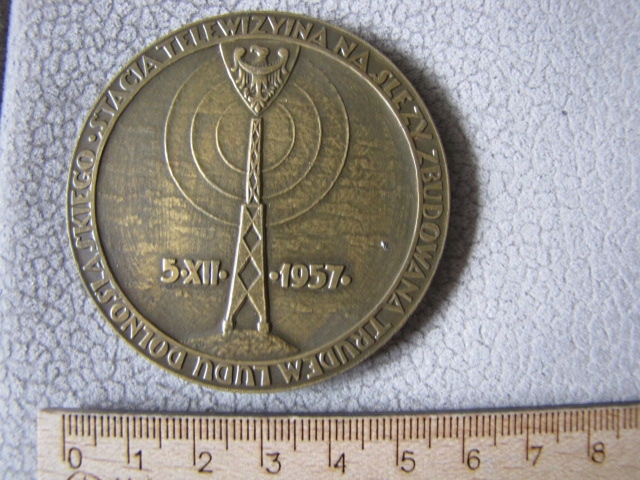 STACJA TELEWIZYJNA NA ŚLĘŻY ZBUDOWANA TRUDEM LUDU DOLNOŚLĄSKIEGO •
5•XII• •1957•
0 1 2 3 4 5 6 7 8